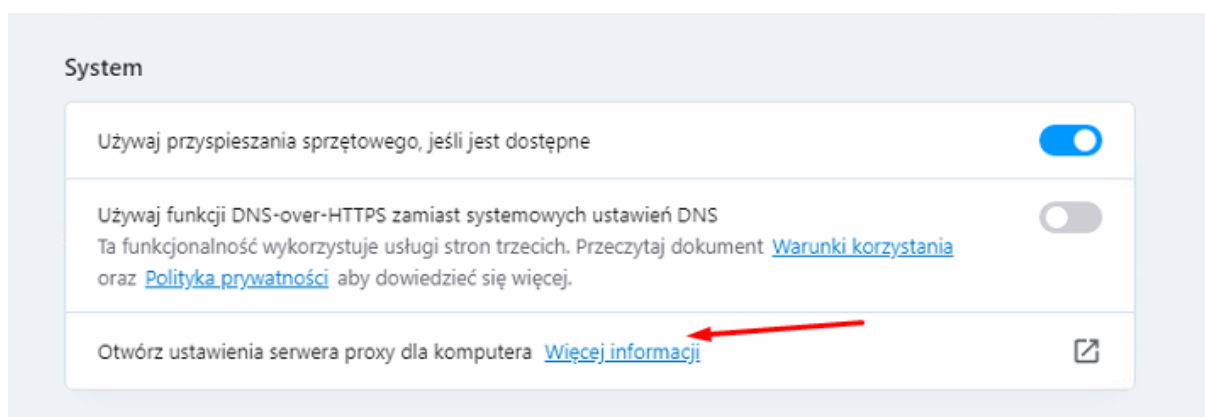 System
Używaj przyspieszania sprzętowego, jeśli jest dostępne
Używaj funkcji DNS-over-HTTPS zamiast systemowych ustawień DNS
Ta funkcjonalność wykorzystuje usługi stron trzecich. Przeczytaj dokument Warunki korzystania
oraz Polityka prywatności aby dowiedzieć się więcej.
Otwórz ustawienia serwera proxy dla komputera Więcej informacji